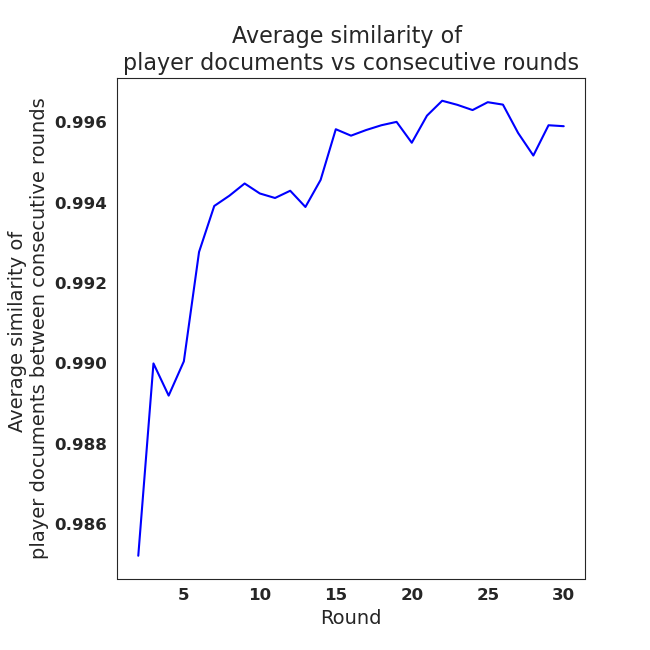 Average similarity of
player documents vs consecutive rounds
Average similarity of
player documents between consecutive rounds
0.996
0.994
0.992
0.990
0.988
0.986
5 10 15 20 25 30
Round